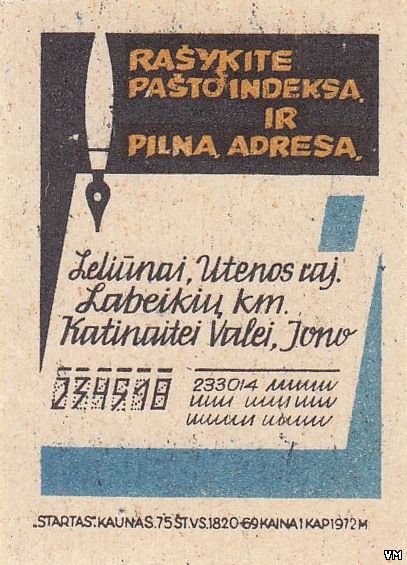 RAŠYKITE
PAŠTO INDEKSĄ
IR
PILNĄ ADRESĄ.
Leliūnai, Utenos raj.
Labeikių km.
Katinaitei Valei, Jono
233014
„STARTAS“. KAUNAS. 75 ŠT. VS. 1820-69 KAINA 1 KAP 1972 M
VM